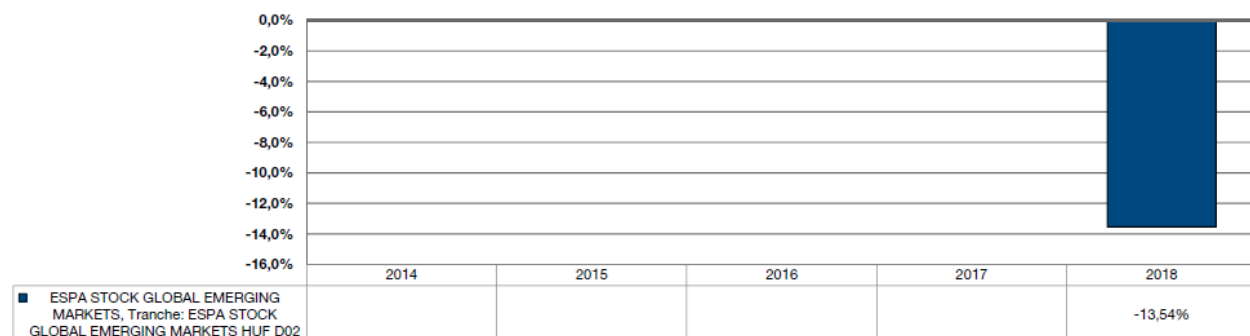 0,0%
-2,0%
-4,0%
-6,0%
-8,0%
-10,0%
-12,0%
-14,0%
-16,0%
2014 2015 2016 2017 2018
ESPA STOCK GLOBAL EMERGING
MARKETS, Tranche: ESPA STOCK
GLOBAL EMERGING MARKETS HUF D02
-13,54%